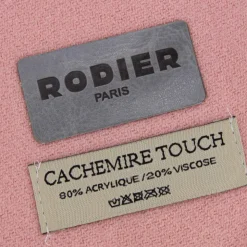 RODIER
PARIS
CACHEMIRE TOUCH
80% ACRYLIQUE / 20% VISCOSE